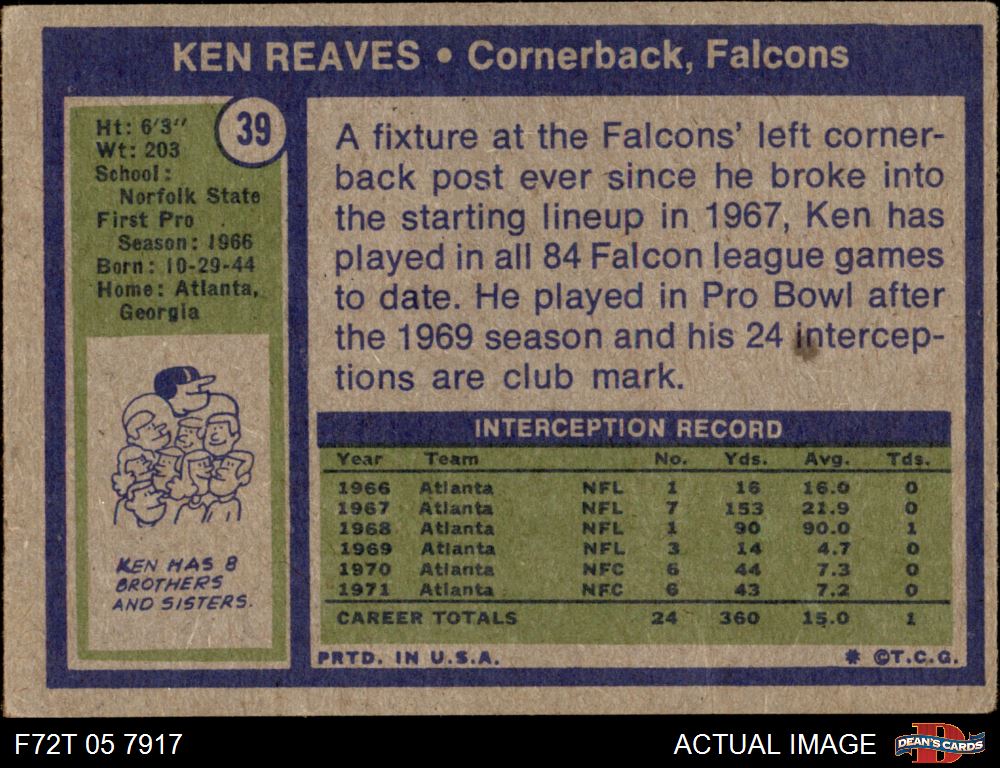 KEN REAVES • Cornerback, Falcons
39
Ht: 6'3"
Wt: 203
School:
Norfolk State
First Pro
Season: 1966
Born: 10-29-44
Home: Atlanta,
Georgia
KEN HAS 8
BROTHERS
AND SISTERS.
A fixture at the Falcons' left corner-
back post ever since he broke into
the starting lineup in 1967, Ken has
played in all 84 Falcon league games
to date. He played in Pro Bowl after
the 1969 season and his 24 intercep-
tions are club mark.
INTERCEPTION RECORD
Year Team No. Yds. Avg. Tds.
1966 Atlanta NFL 1 16 16.0 0
1967 Atlanta NFL 7 153 21.9 0
1968 Atlanta NFL 1 90 90.0 1
1969 Atlanta NFL 3 14 4.7 0
1970 Atlanta NFC 6 44 7.3 0
1971 Atlanta NFC 6 43 7.2 0
CAREER TOTALS 24 360 15.0 1
PRTD. IN U.S.A. * ©T.C.G.
F72T 05 7917 ACTUAL IMAGE D DEAN'S CARDS